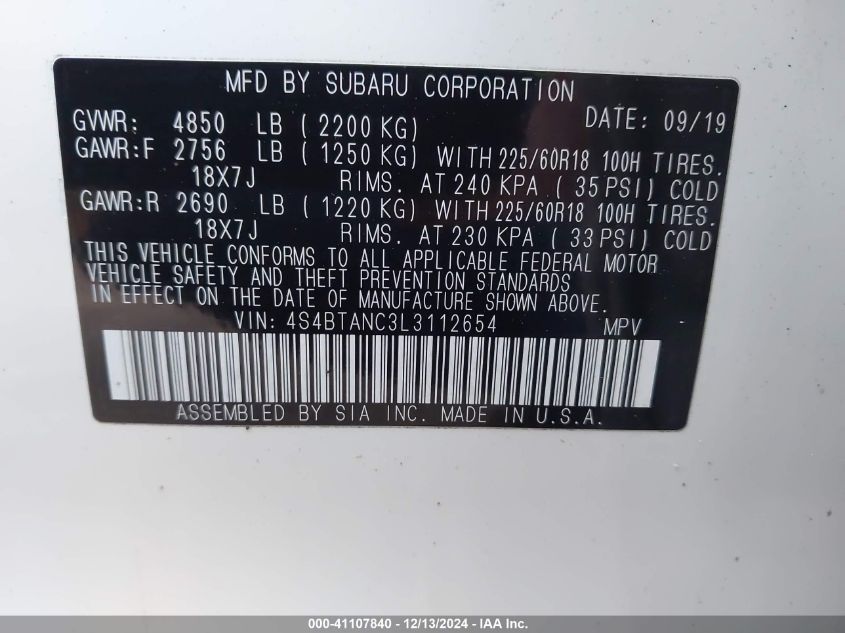 MFD BY SUBARU CORPORATION
GVWR: 4850 LB ( 2200 KG) DATE: 09/19
GAWR:F 2756 LB ( 1250 KG) WITH 225/60R18 100H TIRES.
18X7J RIMS. AT 240 KPA ( 35 PSI) COLD
GAWR:R 2690 LB ( 1220 KG) WITH 225/60R18 100H TIRES.
18X7J RIMS. AT 230 KPA ( 33 PSI) COLD
THIS VEHICLE CONFORMS TO ALL APPLICABLE FEDERAL MOTOR
VEHICLE SAFETY AND THEFT PREVENTION STANDARDS
IN EFFECT ON THE DATE OF MANUFACTURE SHOWN ABOVE.
VIN: 4S4BTANC3L3112654 MPV
ASSEMBLED BY SIA INC. MADE IN U.S.A.
000-41107840 - 12/13/2024 - IAA Inc.